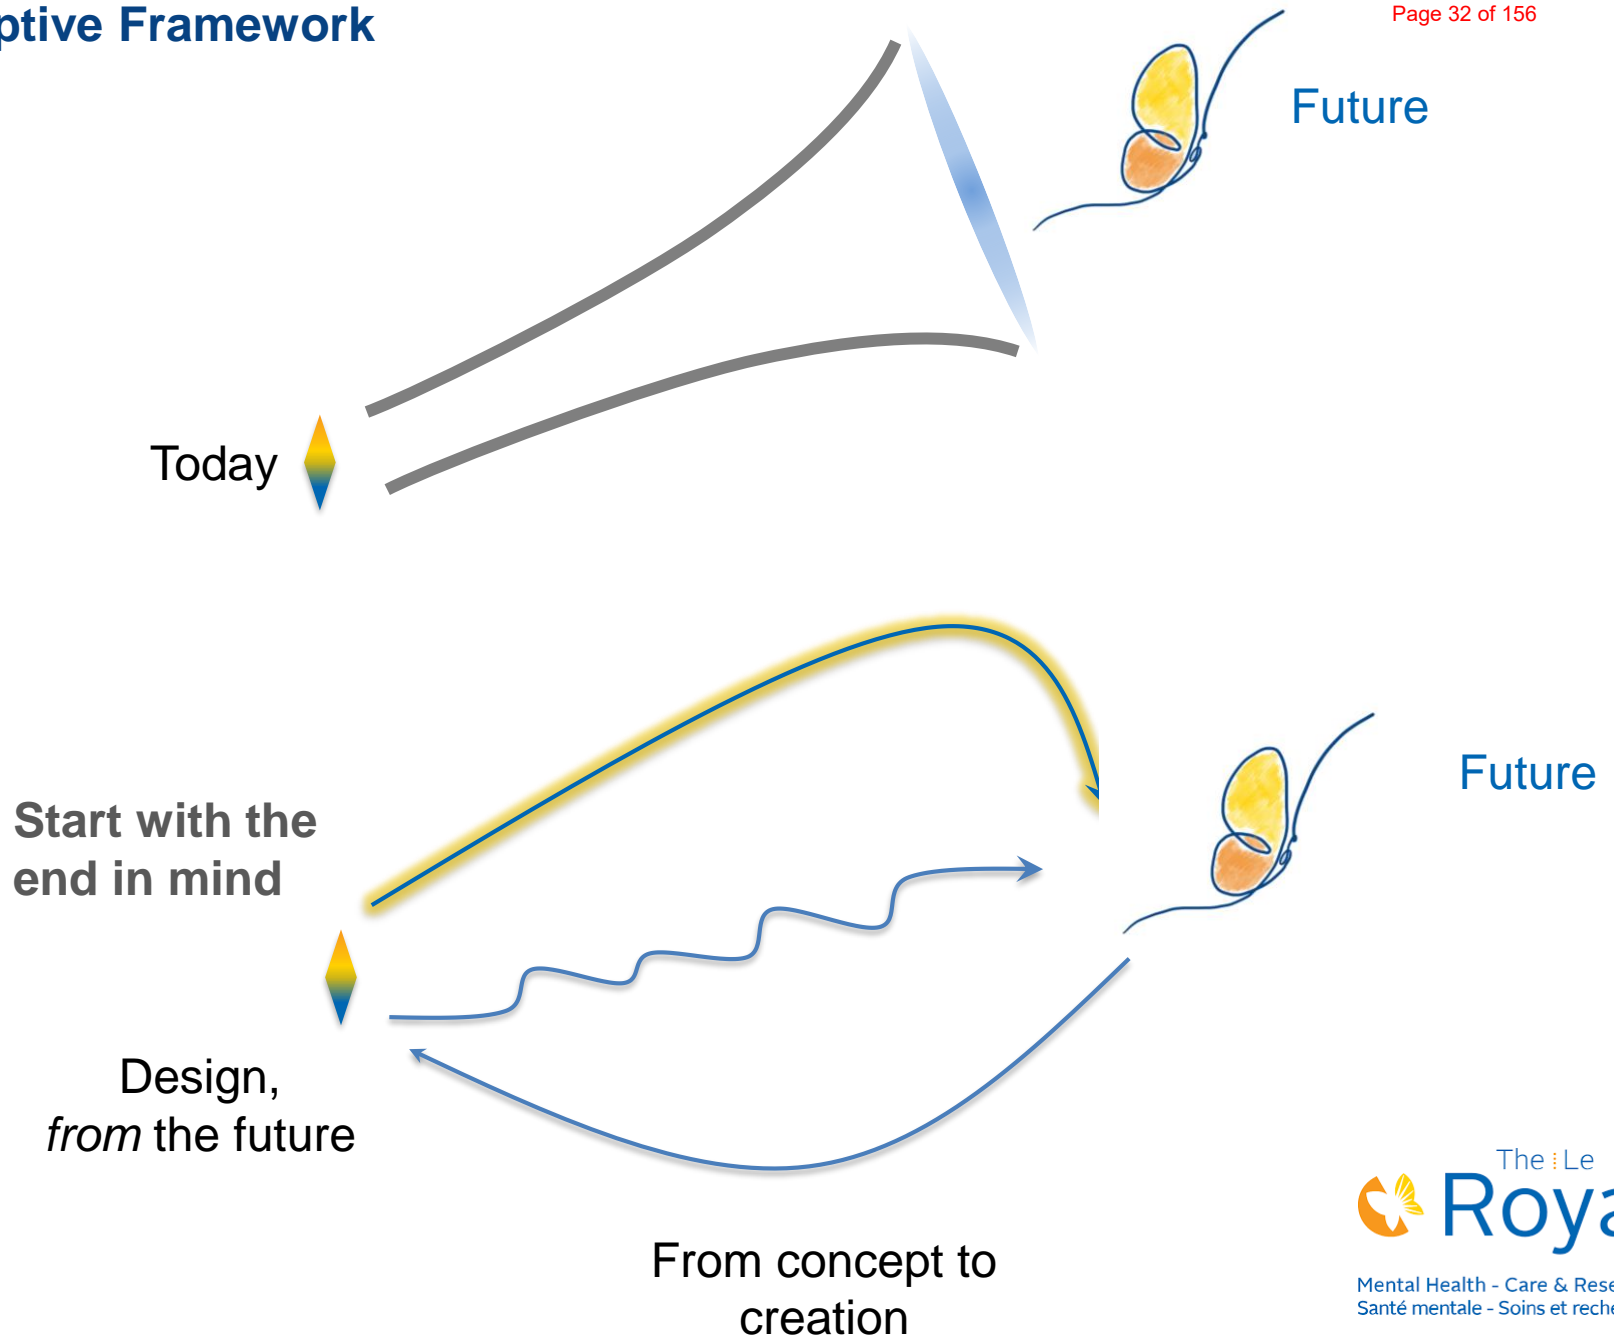 ptive Framework
Page 32 of 156
Future
Today
Future
Start with the
end in mind
Design,
from the future
The Le
Roya
Mental Health - Care & Rese
Santé mentale - Soins et reche
From concept to
creation